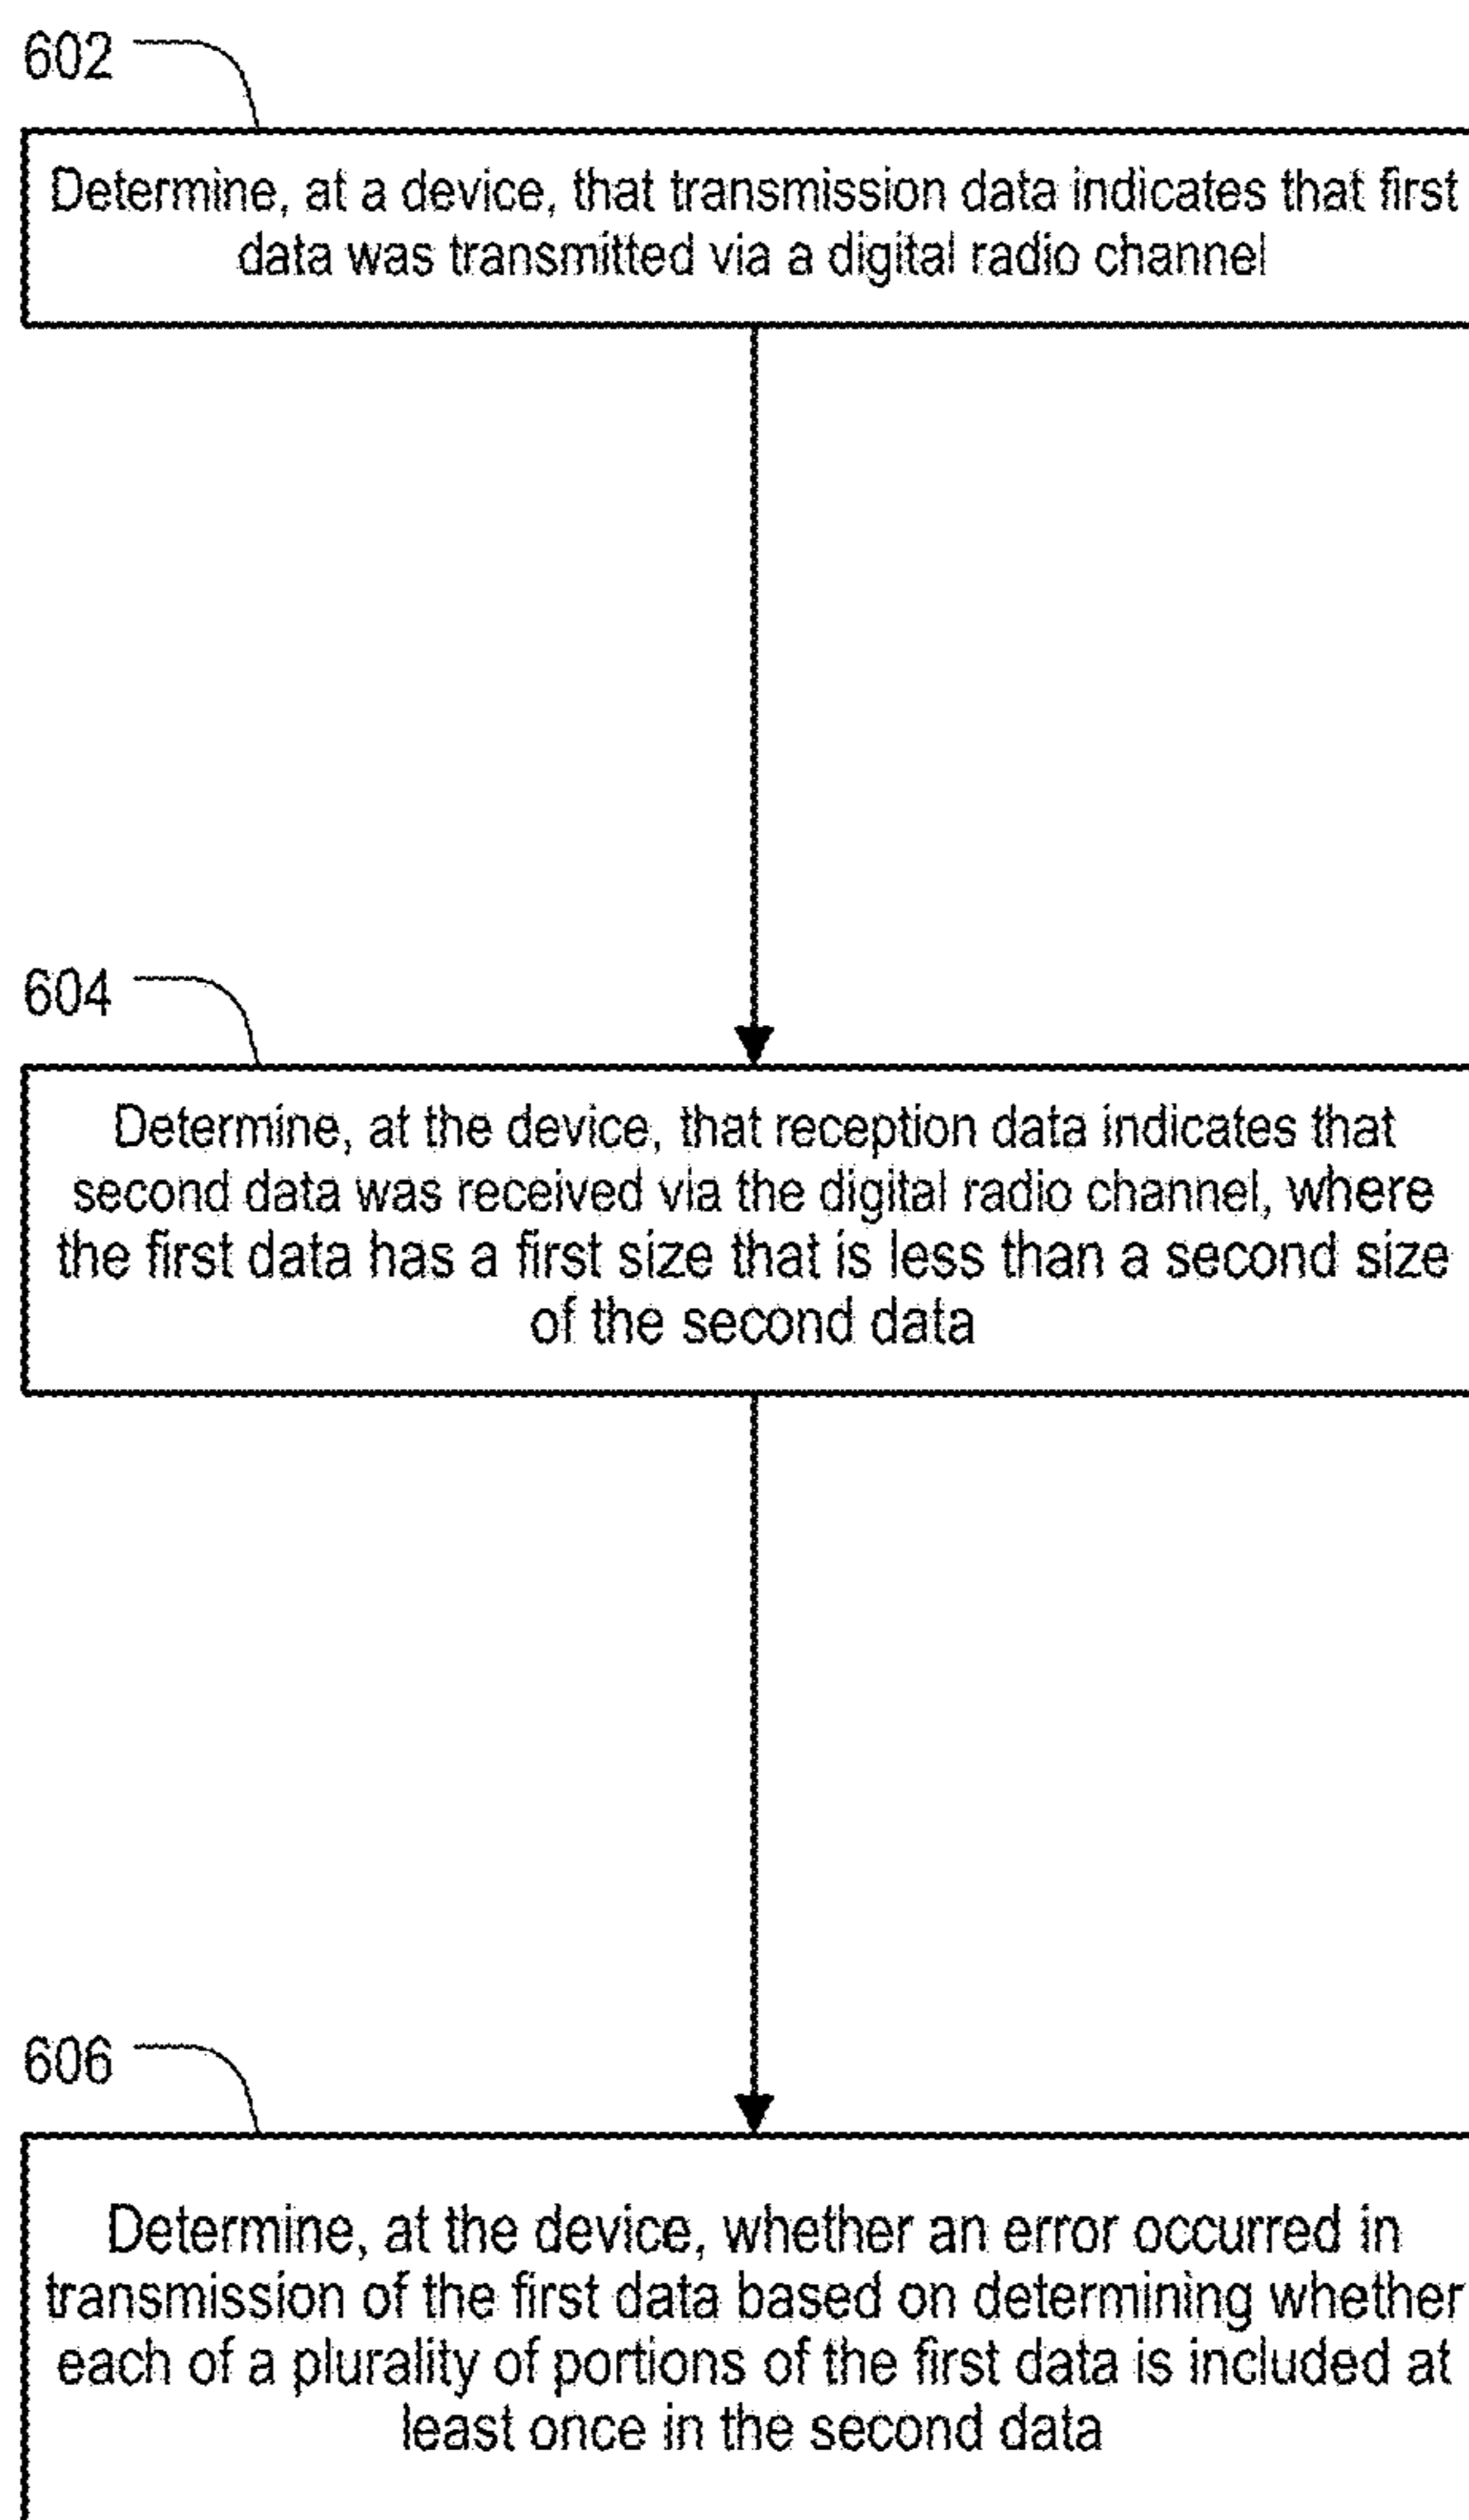 602
Determine, at a device, that transmission data indicates that first
data was transmitted via a digital radio channel
604
Determine, at the device, that reception data indicates that
second data was received via the digital radio channel, where
the first data has a first size that is less than a second size
of the second data
606
Determine, at the device, whether an error occurred in
transmission of the first data based on determining whether
each of a plurality of portions of the first data is included at
least once in the second data